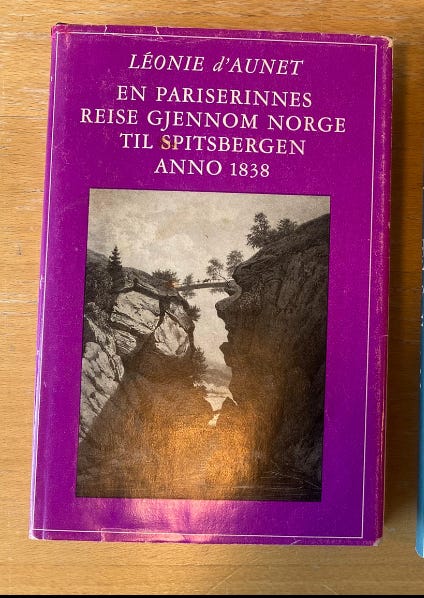 LÉONIE d'AUNET
EN PARISERINNES
REISE GJENNOM NORGE
TIL SPITSBERGEN
ANNO 1838